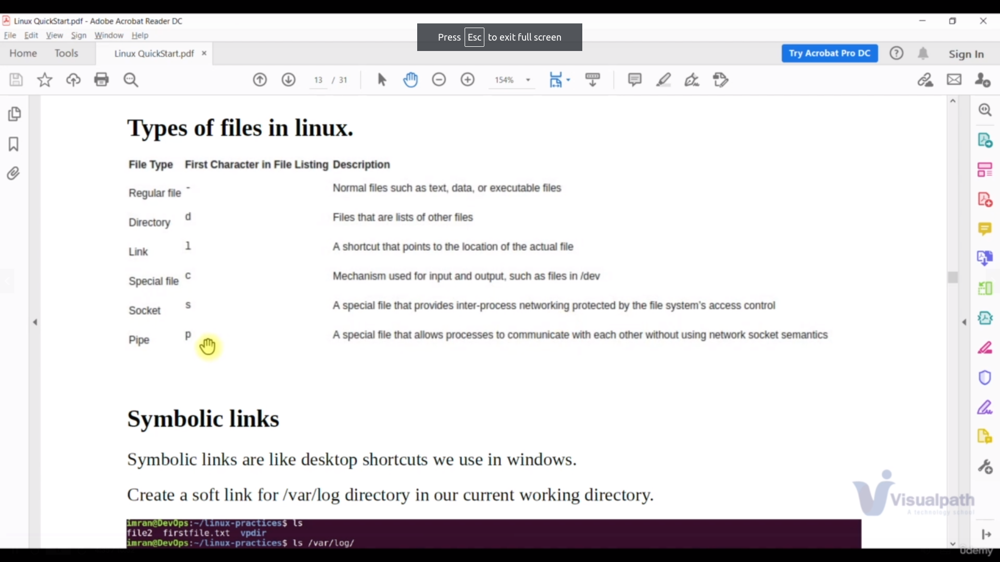 Linux QuickStart.pdf - Adobe Acrobat Reader DC
File Edit View Sign Window Help
Press Esc to exit full screen
Home Tools Linux QuickStart.pdf × Try Acrobat Pro DC Sign In
13 / 31 154%
Types of files in linux.
File Type First Character in File Listing Description
Regular file - Normal files such as text, data, or executable files
Directory d Files that are lists of other files
Link l A shortcut that points to the location of the actual file
Special file c Mechanism used for input and output, such as files in /dev
Socket s A special file that provides inter-process networking protected by the file system's access control
Pipe p A special file that allows processes to communicate with each other without using network socket semantics
Symbolic links
Symbolic links are like desktop shortcuts we use in windows.
Create a soft link for /var/log directory in our current working directory.
Visualpath
A technology school
imran@DevOps:~/linux-practices$ ls
file2 firstfile.txt vpdir
imran@DevOps:~/linux-practices$ ls /var/log/
ûdemy